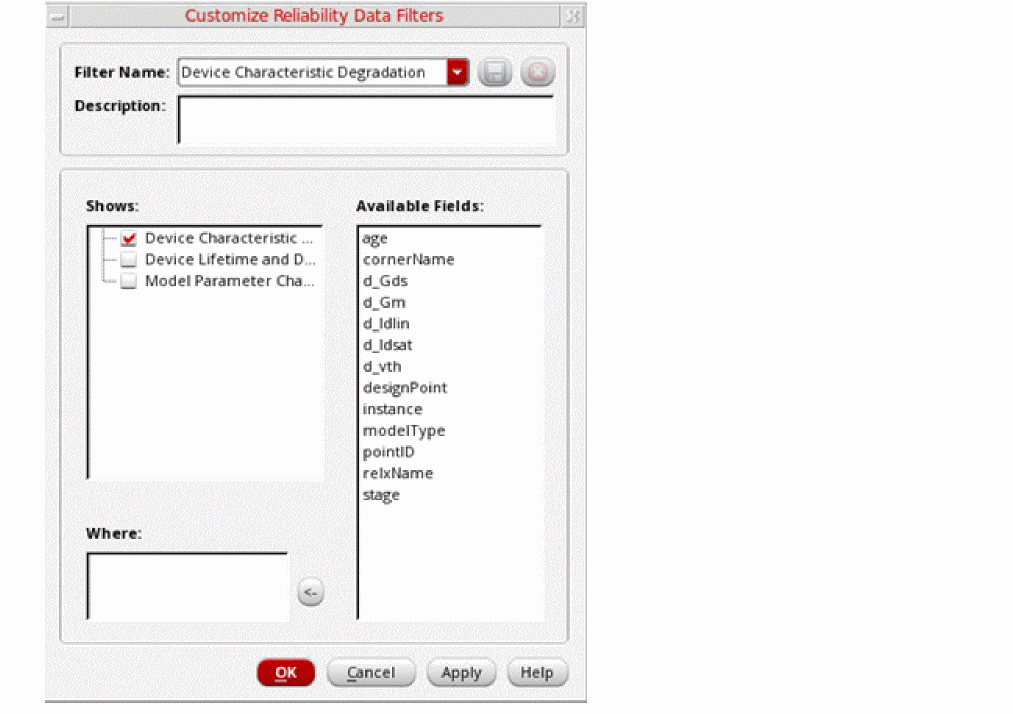 Customize Reliability Data Filters
Filter Name: Device Characteristic Degradation
Description:
Shows:
Device Characteristic ...
Device Lifetime and D...
Model Parameter Cha...
Where:
<-
Available Fields:
age
cornerName
d_Gds
d_Gm
d_Idlin
d_Idsat
d_vth
designPoint
instance
modelType
pointID
relxName
stage
OK Cancel Apply Help